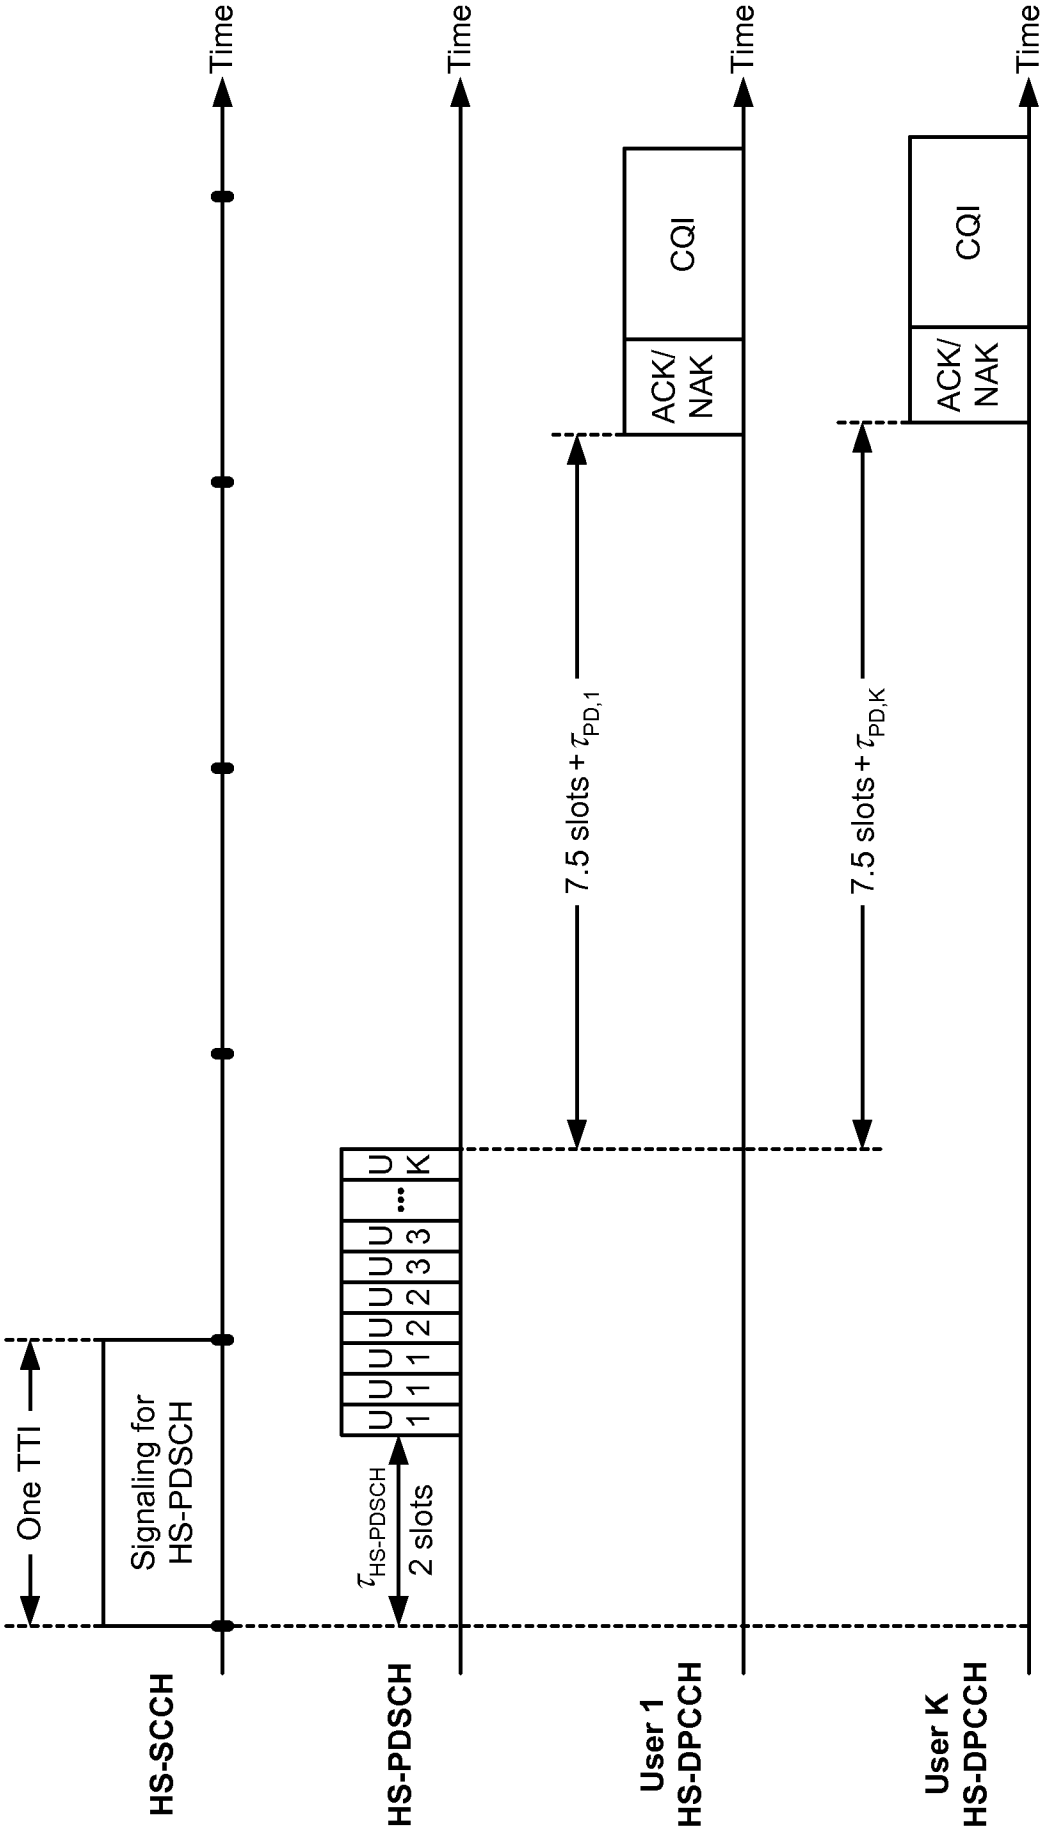 One TTI
HS-SCCH
Signaling for
HS-PDSCH
Time
HS-PDSCH
τHS-PDSCH
2 slots
U U U U U U U ... U
1 1 1 2 2 3 3 K
Time
7.5 slots + τPD,1
User 1
HS-DPCCH
ACK/
NAK
CQI
Time
7.5 slots + τPD,K
User K
HS-DPCCH
ACK/
NAK
CQI
Time